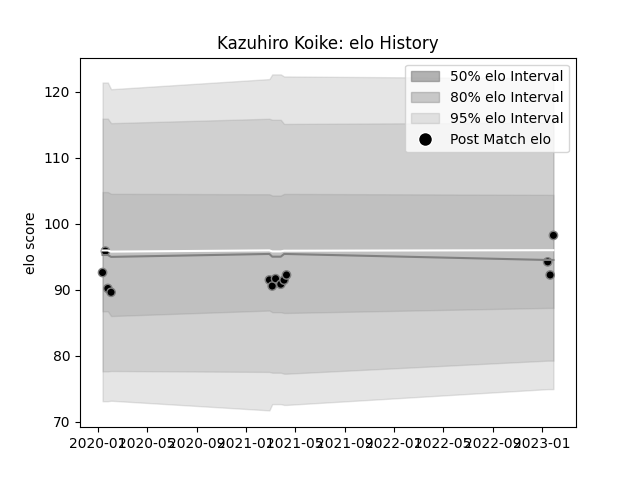 Kazuhiro Koike: elo History
50% elo Interval
80% elo Interval
95% elo Interval
Post Match elo
elo score
120
110
100
90
80
70
2020-01 2020-05 2020-09 2021-01 2021-05 2021-09 2022-01 2022-05 2022-09 2023-01